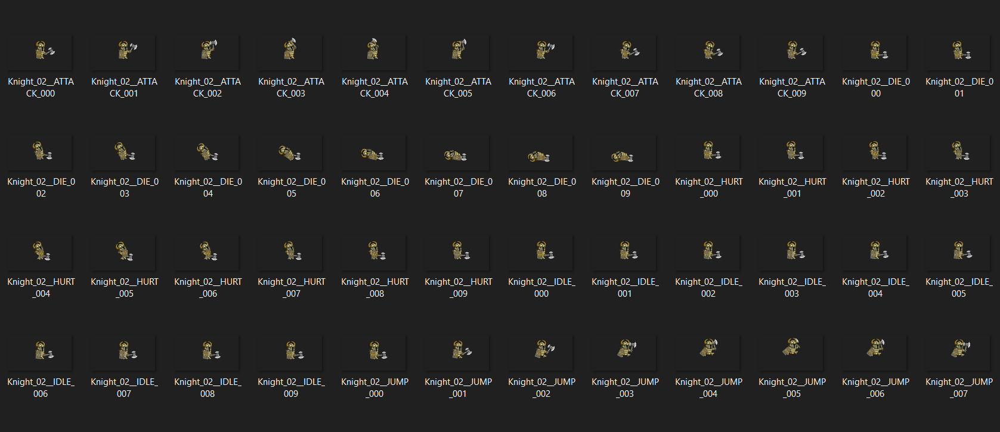 Knight_02__ATTA Knight_02__ATTA Knight_02__ATTA Knight_02__ATTA Knight_02__ATTA Knight_02__ATTA Knight_02__ATTA Knight_02__ATTA Knight_02__ATTA Knight_02__ATTA Knight_02__DIE_0 Knight_02__DIE_0
CK_000 CK_001 CK_002 CK_003 CK_004 CK_005 CK_006 CK_007 CK_008 CK_009 00 01
Knight_02__DIE_0 Knight_02__DIE_0 Knight_02__DIE_0 Knight_02__DIE_0 Knight_02__DIE_0 Knight_02__DIE_0 Knight_02__DIE_0 Knight_02__DIE_0 Knight_02__HURT Knight_02__HURT Knight_02__HURT Knight_02__HURT
02 03 04 05 06 07 08 09 _000 _001 _002 _003
Knight_02__HURT Knight_02__HURT Knight_02__HURT Knight_02__HURT Knight_02__HURT Knight_02__HURT Knight_02__IDLE_ Knight_02__IDLE_ Knight_02__IDLE_ Knight_02__IDLE_ Knight_02__IDLE_ Knight_02__IDLE_
_004 _005 _006 _007 _008 _009 000 001 002 003 004 005
Knight_02__IDLE_ Knight_02__IDLE_ Knight_02__IDLE_ Knight_02__IDLE_ Knight_02__JUMP Knight_02__JUMP Knight_02__JUMP Knight_02__JUMP Knight_02__JUMP Knight_02__JUMP Knight_02__JUMP Knight_02__JUMP
006 007 008 009 _000 _001 _002 _003 _004 _005 _006 _007